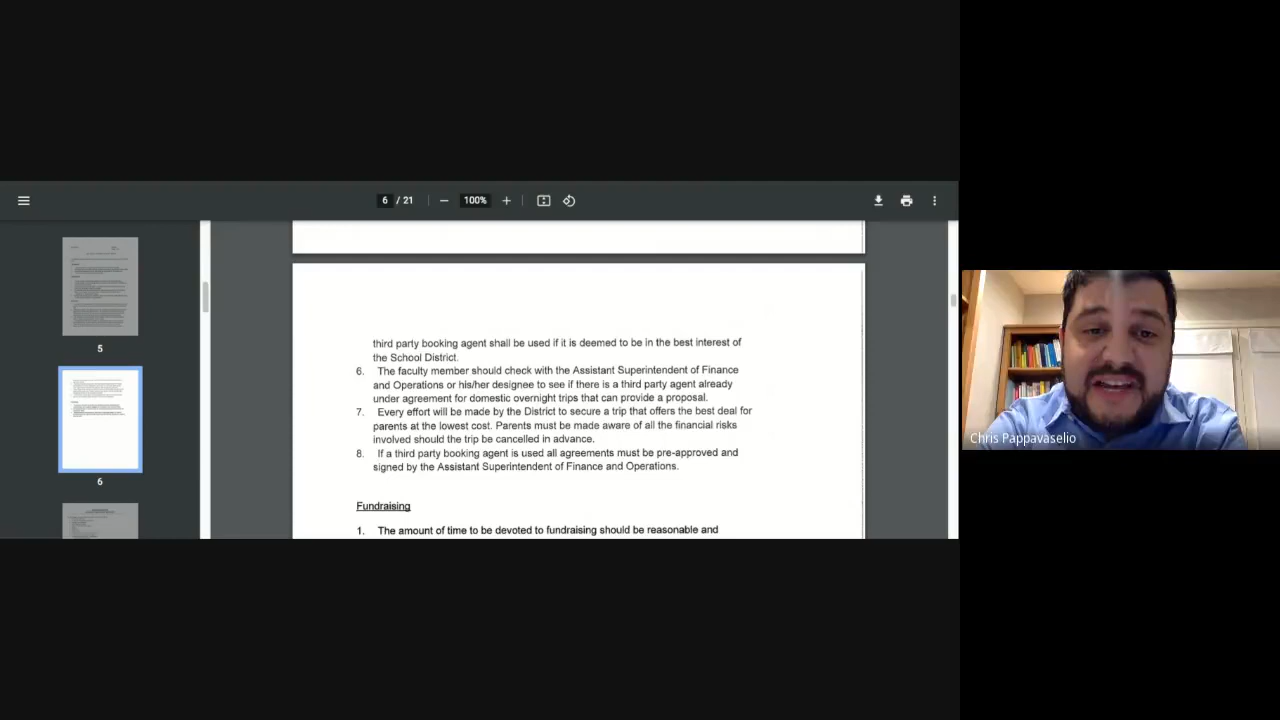 6 / 21
100%
5
6
third party booking agent shall be used if it is deemed to be in the best interest of
the School District.
6. The faculty member should check with the Assistant Superintendent of Finance
and Operations or his/her designee to see if there is a third party agent already
under agreement for domestic overnight trips that can provide a proposal.
7. Every effort will be made by the District to secure a trip that offers the best deal for
parents at the lowest cost. Parents must be made aware of all the financial risks
involved should the trip be cancelled in advance.
8. If a third party booking agent is used all agreements must be pre-approved and
signed by the Assistant Superintendent of Finance and Operations.
Fundraising
1. The amount of time to be devoted to fundraising should be reasonable and
Chris Pappavaselio